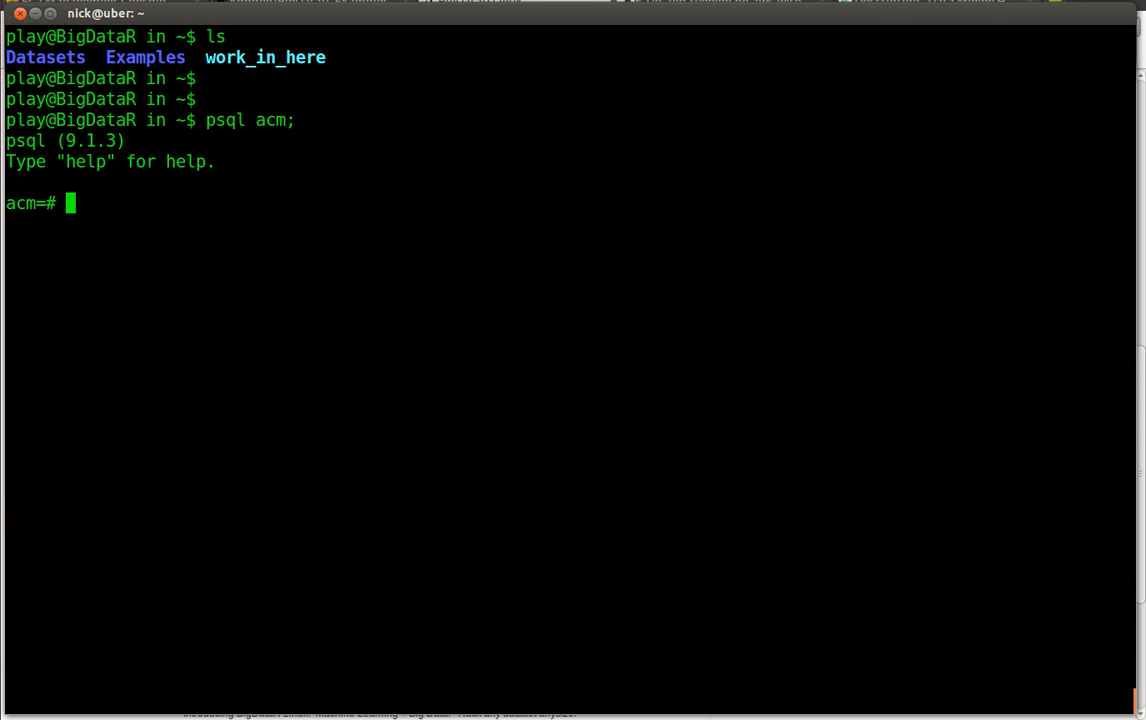 nick@uber: ~
play@BigDataR in ~$ ls
Datasets  Examples  work_in_here
play@BigDataR in ~$
play@BigDataR in ~$
play@BigDataR in ~$ psql acm;
psql (9.1.3)
Type "help" for help.
acm=#